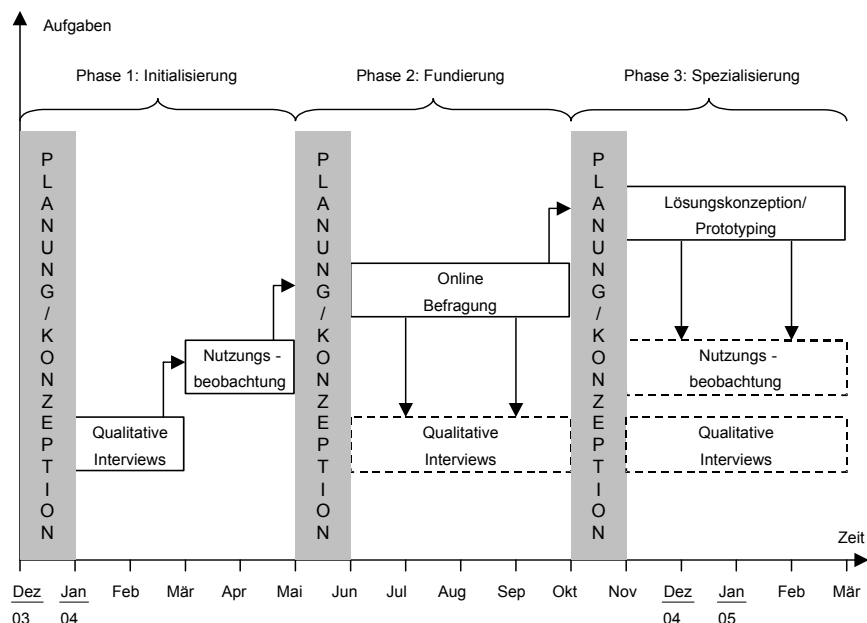 Aufgaben
Phase 1: Initialisierung
Phase 2: Fundierung
Phase 3: Spezialisierung
PLANUNG/KONZEPTION
PLANUNG/KONZEPTION
PLANUNG/KONZEPTION
Lösungskonzeption/
Prototyping
Online
Befragung
Nutzungs -
beobachtung
Nutzungs -
beobachtung
Qualitative
Interviews
Qualitative
Interviews
Qualitative
Interviews
Zeit
Dez Jan Feb Mär Apr Mai Jun Jul Aug Sep Okt Nov Dez Jan Feb Mär
03 04 04 05